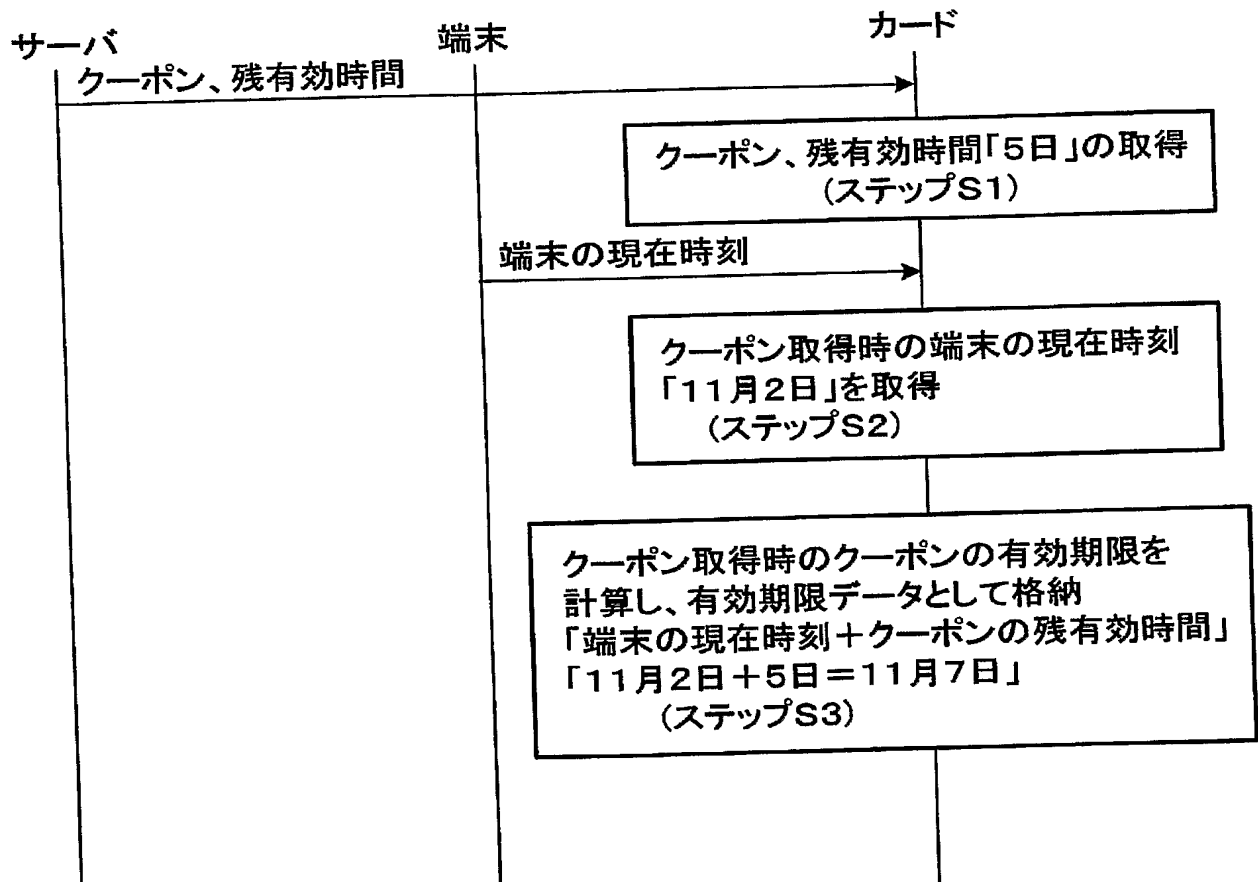 サーバ
端末
カード
クーポン、残有効時間
クーポン、残有効時間「5日」の取得
(ステップS1)
端末の現在時刻
クーポン取得時の端末の現在時刻
「11月2日」を取得
(ステップS2)
クーポン取得時のクーポンの有効期限を
計算し、有効期限データとして格納
「端末の現在時刻+クーポンの残有効時間」
「11月2日+5日=11月7日」
(ステップS3)